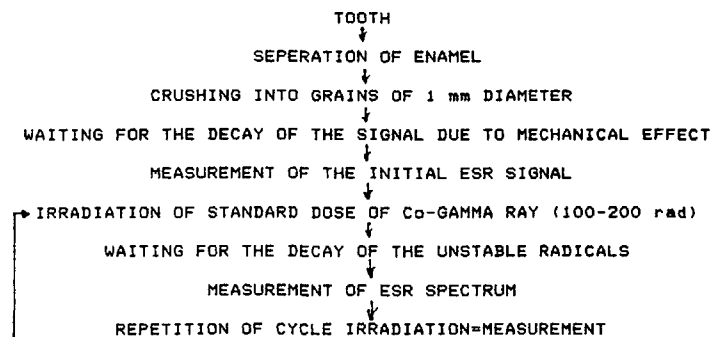 TOOTH
SEPERATION OF ENAMEL
CRUSHING INTO GRAINS OF 1 mm DIAMETER
WAITING FOR THE DECAY OF THE SIGNAL DUE TO MECHANICAL EFFECT
MEASUREMENT OF THE INITIAL ESR SIGNAL
IRRADIATION OF STANDARD DOSE OF Co-GAMMA RAY (100-200 rad)
WAITING FOR THE DECAY OF THE UNSTABLE RADICALS
MEASUREMENT OF ESR SPECTRUM
REPETITION OF CYCLE IRRADIATION=MEASUREMENT